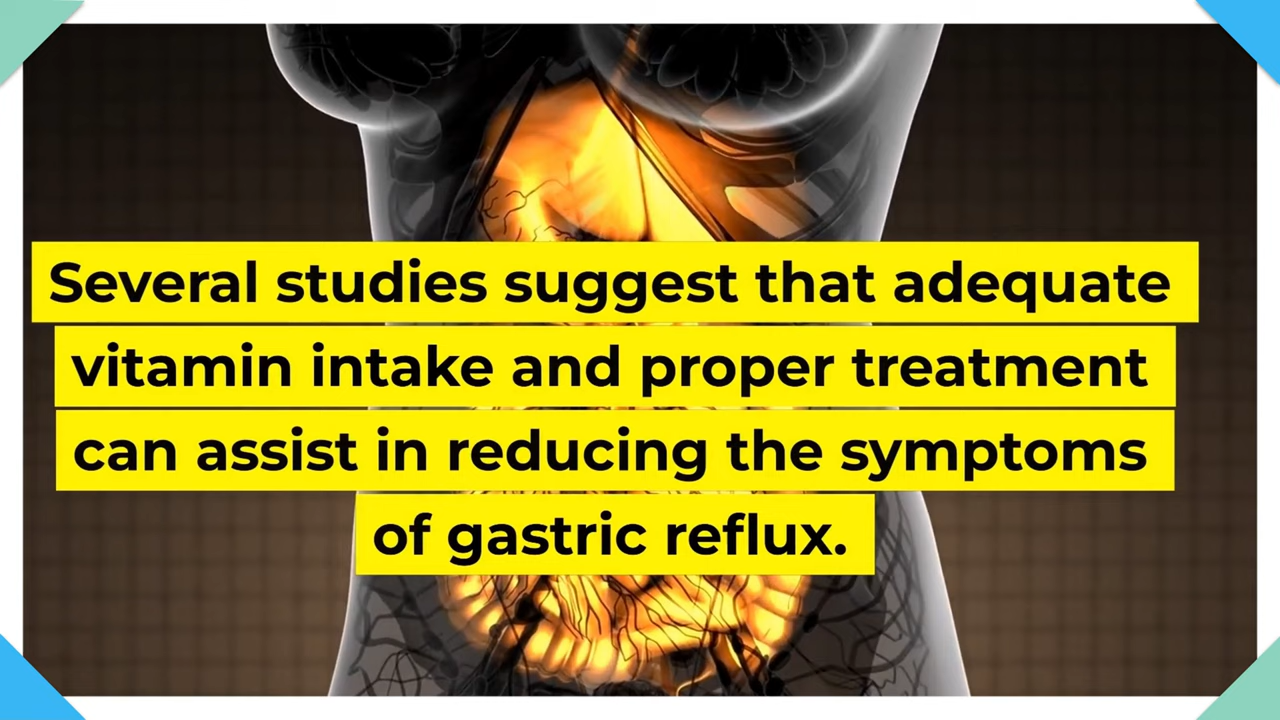 Several studies suggest that adequate
vitamin intake and proper treatment
can assist in reducing the symptoms
of gastric reflux.